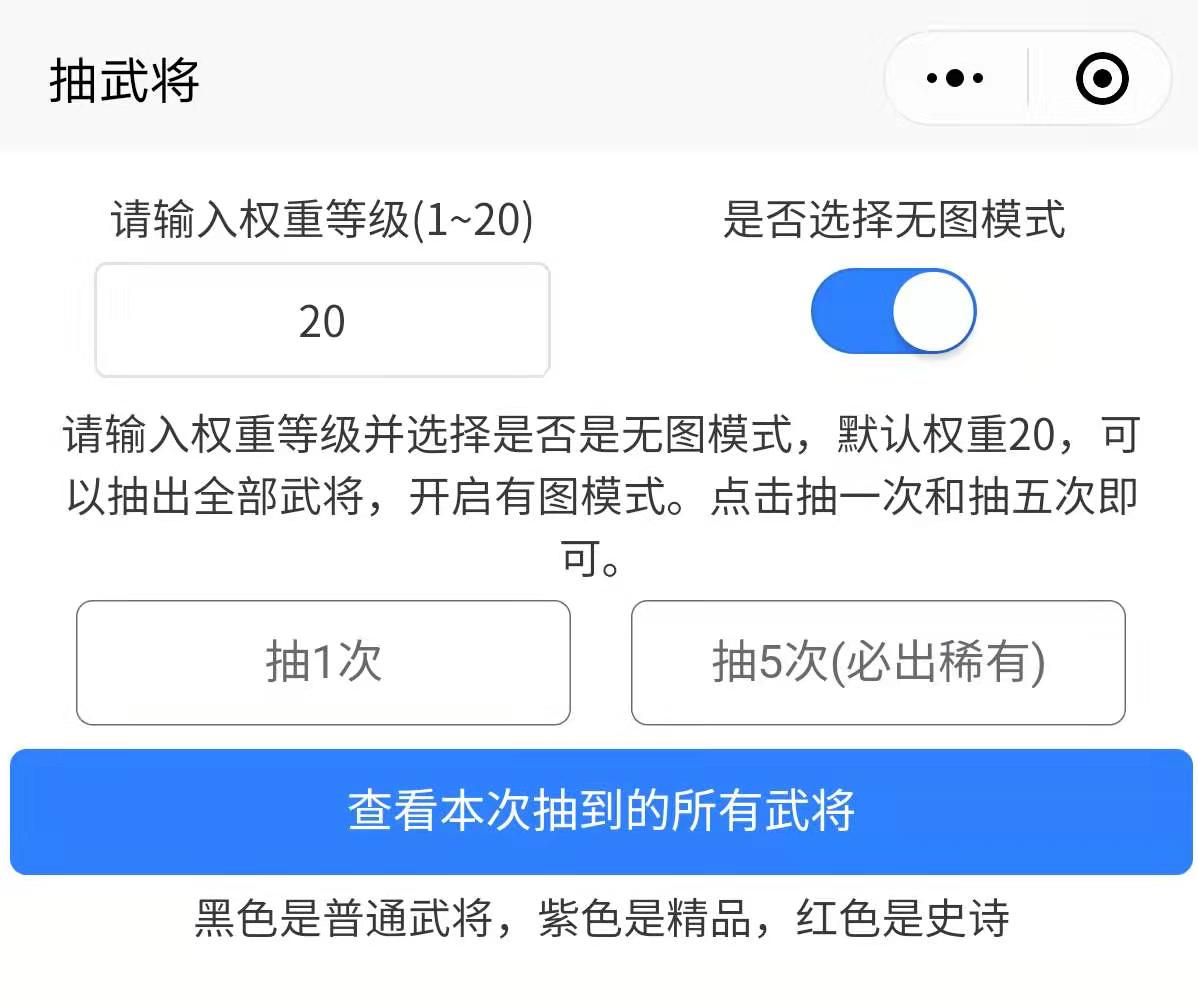 抽武将
请输入权重等级(1~20)
是否选择无图模式
20
请输入权重等级并选择是否是无图模式，默认权重20，可
以抽出全部武将，开启有图模式。点击抽一次和抽五次即
可。
抽1次
抽5次(必出稀有)
查看本次抽到的所有武将
黑色是普通武将，紫色是精品，红色是史诗